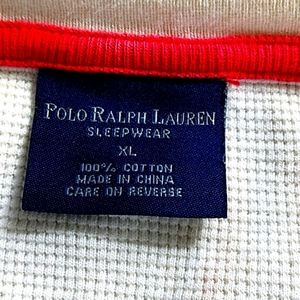 POLO RALPH LAUREN
SLEEPWEAR
XL
100% COTTON
MADE IN CHINA
CARE ON REVERSE